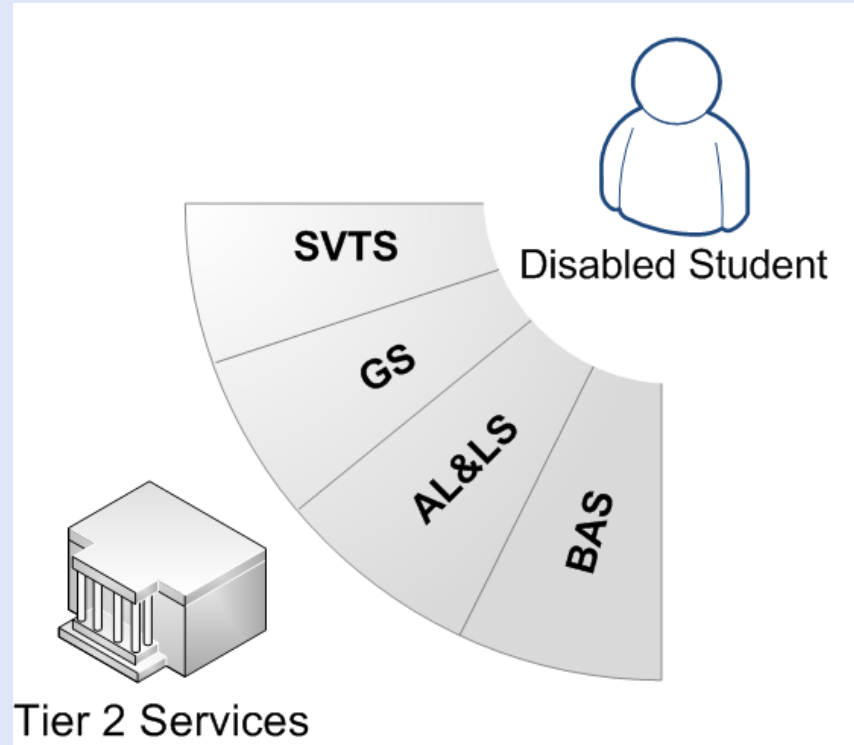 SVTS
Disabled Student
GS
AL&LS
BAS
Tier 2 Services